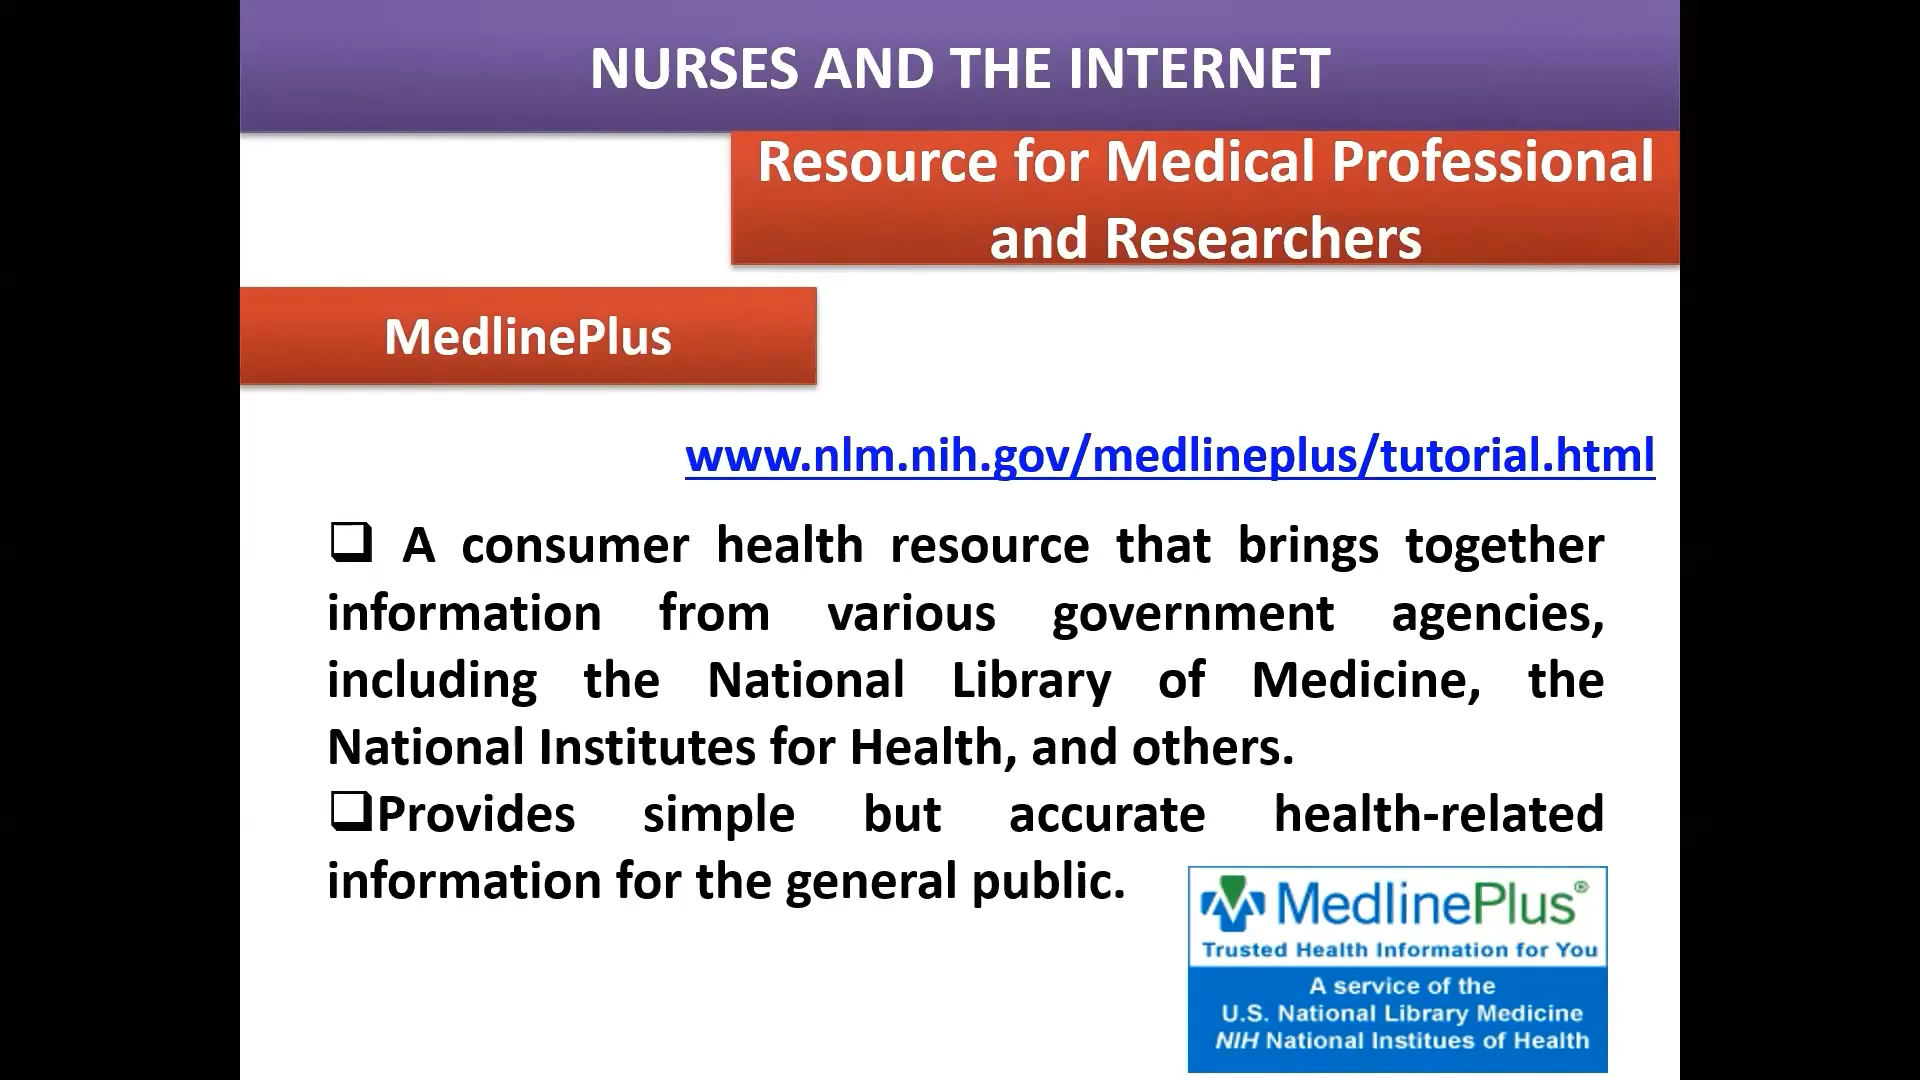 NURSES AND THE INTERNET
Resource for Medical Professional
and Researchers
MedlinePlus
www.nlm.nih.gov/medlineplus/tutorial.html
❑ A consumer health resource that brings together
information from various government agencies,
including the National Library of Medicine, the
National Institutes for Health, and others.
❑Provides simple but accurate health-related
information for the general public.
MedlinePlus®
Trusted Health Information for You
A service of the
U.S. National Library Medicine
NIH National Institues of Health